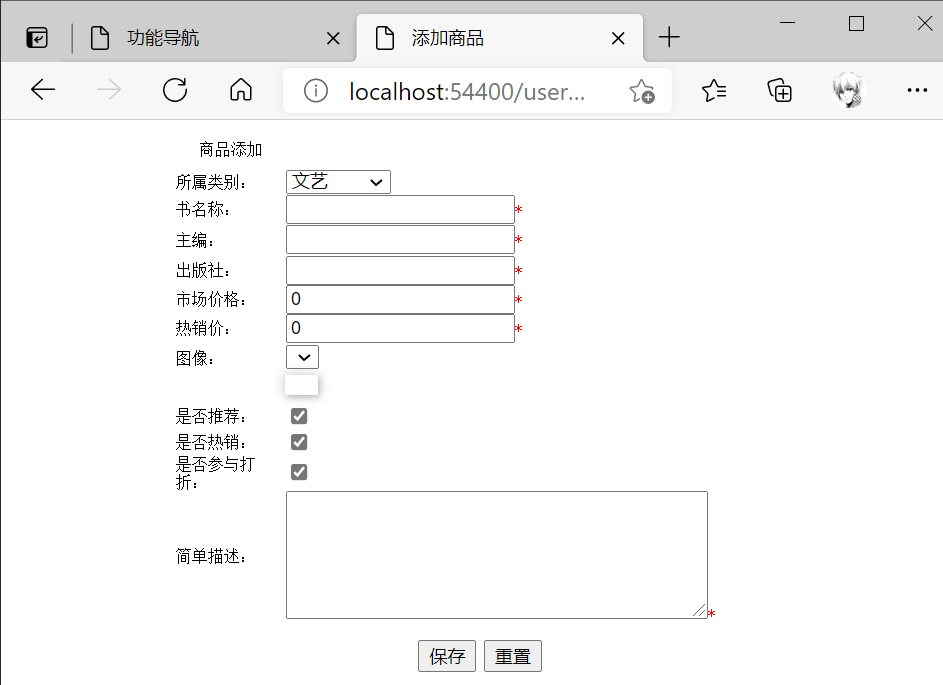 功能导航
添加商品
localhost:54400/user...
商品添加
所属类别： 文艺
书名称： *
主编： *
出版社： *
市场价格： 0 *
热销价： 0 *
图像：
是否推荐：
是否热销：
是否参与打
折：
简单描述： *
保存 重置